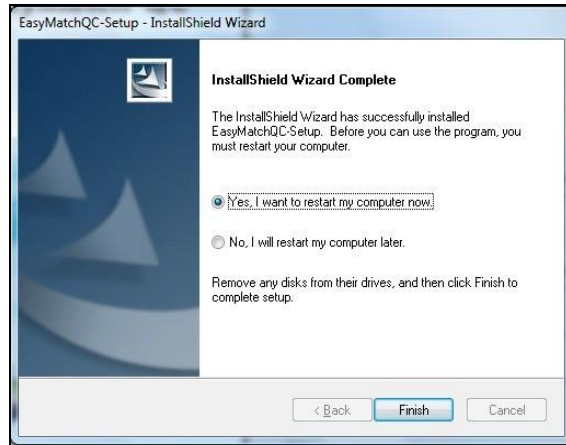 EasyMatchQC-Setup - InstallShield Wizard
InstallShield Wizard Complete
The InstallShield Wizard has successfully installed
EasyMatchQC-Setup. Before you can use the program, you
must restart your computer.
Yes, I want to restart my computer now.
No, I will restart my computer later.
Remove any disks from their drives, and then click Finish to
complete setup.
< Back
Finish
Cancel